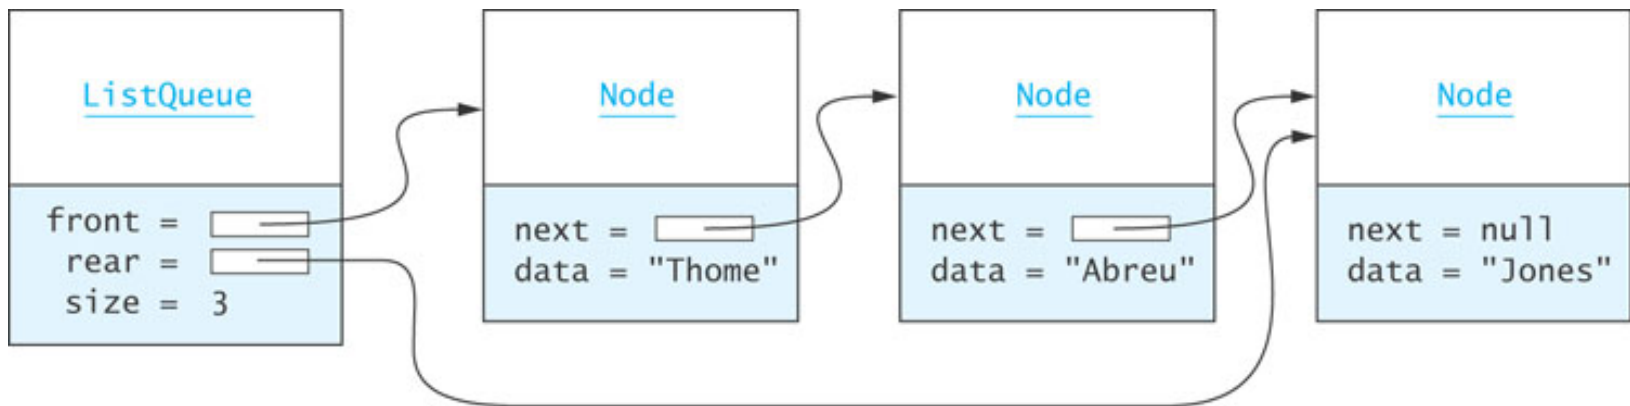 ListQueue
front =
rear =
size = 3
Node
next =
data = "Thome"
Node
next =
data = "Abreu"
Node
next = null
data = "Jones"